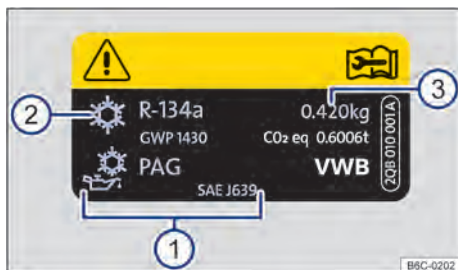 2
3
R-134a 0.420kg
GWP 1430 CO2 eq 0.6006t
PAG VWB
SAE J639
2QB 010 001A
1
B6C-0202